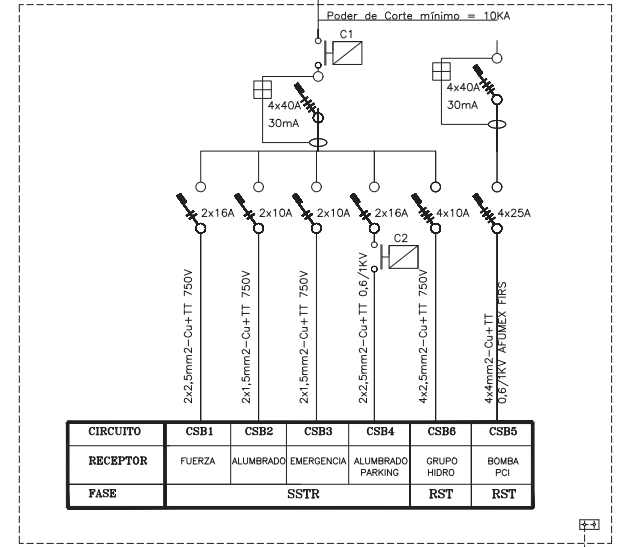 Poder de Corte mínimo = 10KA
C1
4x40A
30mA
4x40A
30mA
2x16A
2x10A
2x10A
2x16A
4x10A
4x25A
C2
2x2,5mm2-Cu+TT 750V
2x1,5mm2-Cu+TT 750V
2x1,5mm2-Cu+TT 750V
2x2,5mm2-Cu+TT 0,6/1KV
4x2,5mm2-Cu+TT 750V
4x4mm2-Cu+TT
0,6/1KV AFUMEX FIRS
CIRCUITO CSB1 CSB2 CSB3 CSB4 CSB6 CSB5
RECEPTOR FUERZA ALUMBRADO EMERGENCIA ALUMBRADO PARKING GRUPO HIDRO BOMBA PCI
FASE SSTR RST RST